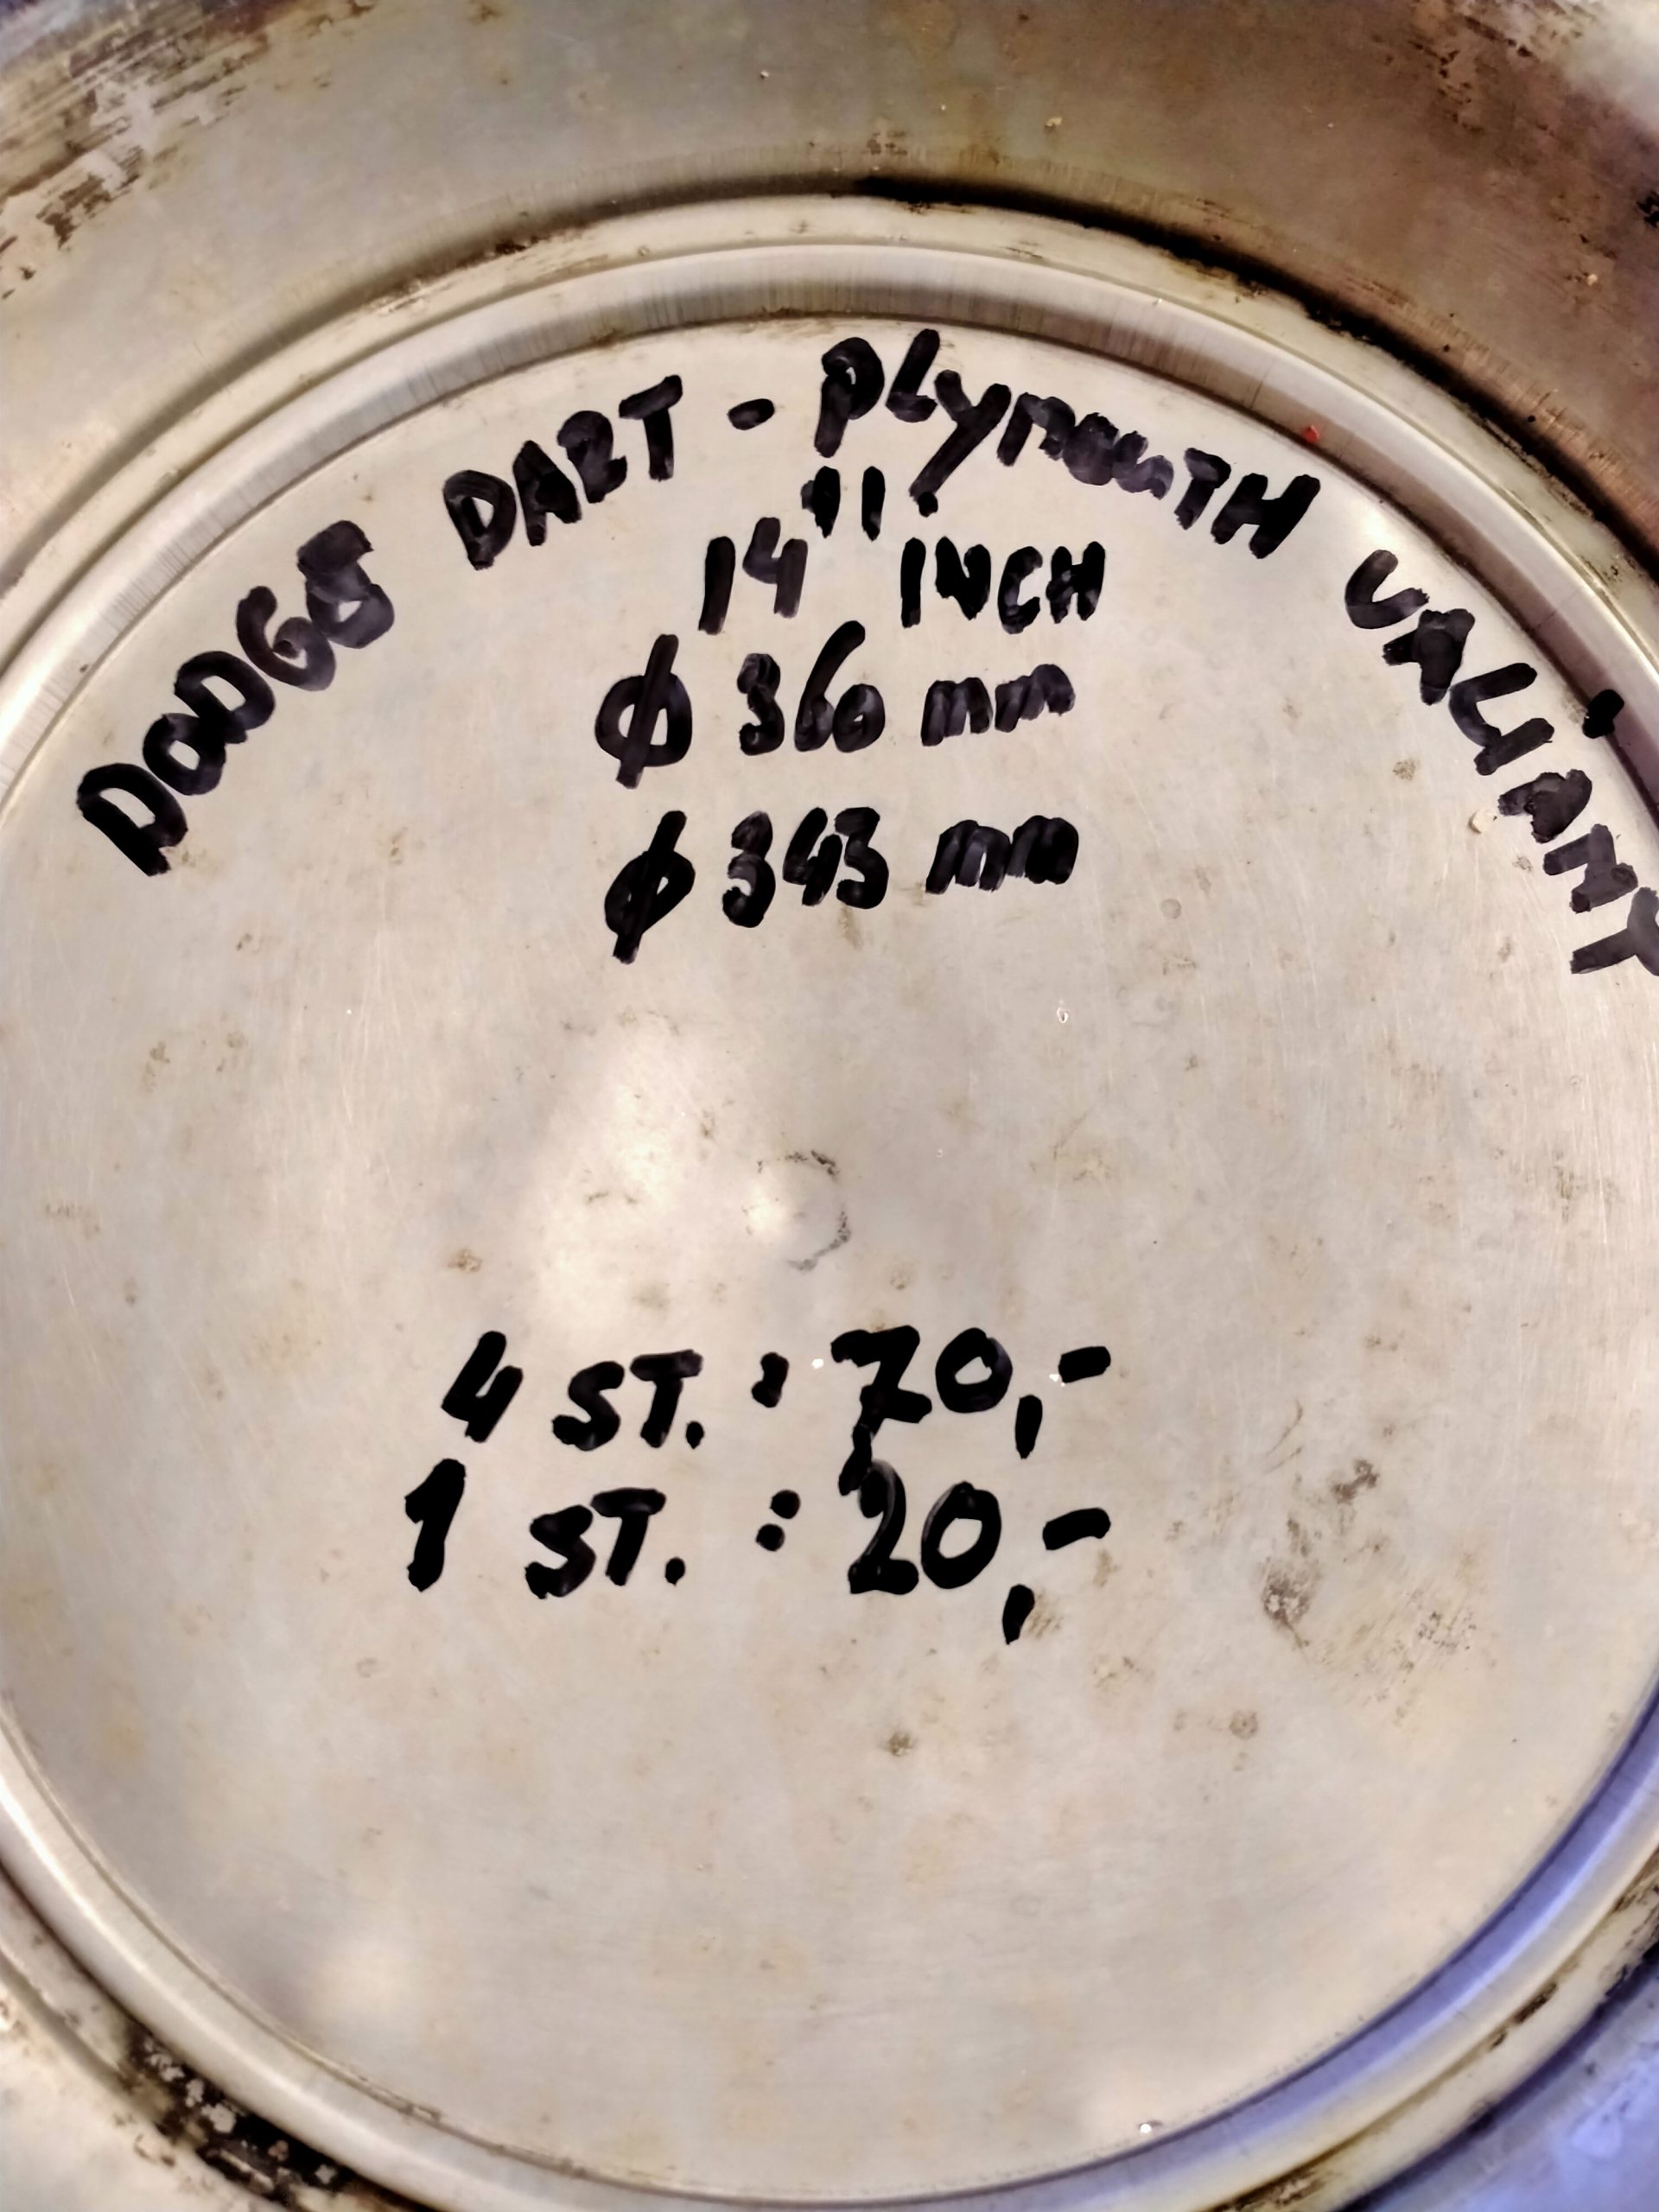 DODGE DART - PLYMOUTH VALIANT
14" INCH
ø 360 mm
ø 343 mm
4 ST. : 70,-
1 ST. : 20,-